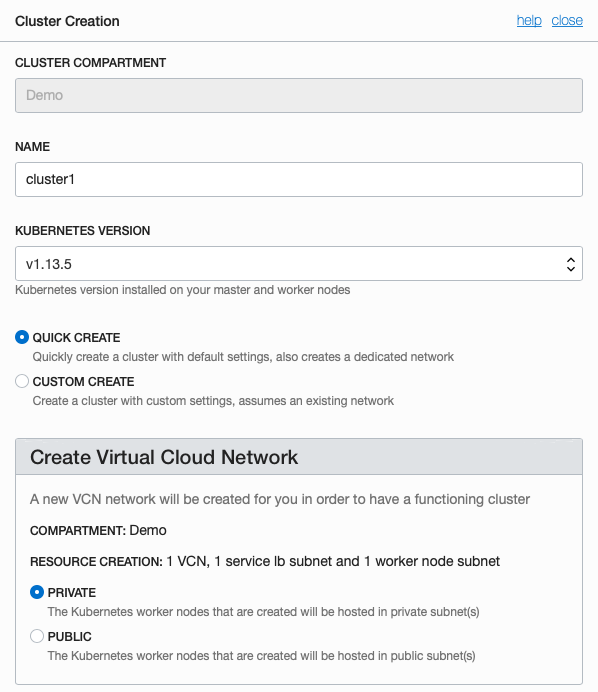 Cluster Creation help close
CLUSTER COMPARTMENT
Demo
NAME
cluster1
KUBERNETES VERSION
v1.13.5
Kubernetes version installed on your master and worker nodes
QUICK CREATE
Quickly create a cluster with default settings, also creates a dedicated network
CUSTOM CREATE
Create a cluster with custom settings, assumes an existing network
Create Virtual Cloud Network
A new VCN network will be created for you in order to have a functioning cluster
COMPARTMENT: Demo
RESOURCE CREATION: 1 VCN, 1 service lb subnet and 1 worker node subnet
PRIVATE
The Kubernetes worker nodes that are created will be hosted in private subnet(s)
PUBLIC
The Kubernetes worker nodes that are created will be hosted in public subnet(s)